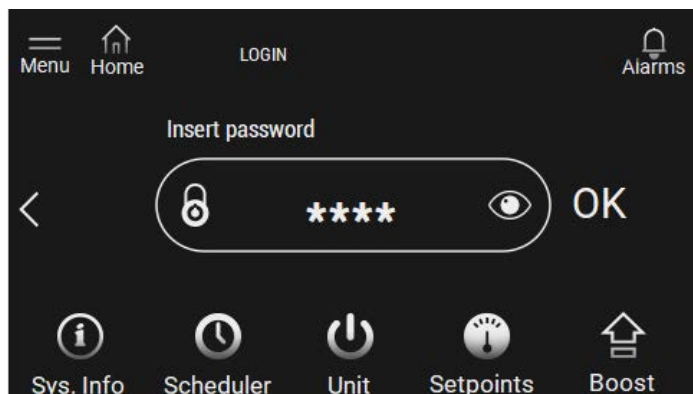 LOGIN
Menu Home Alarms
Insert password
**** OK
Sys. Info Scheduler Unit Setpoints Boost